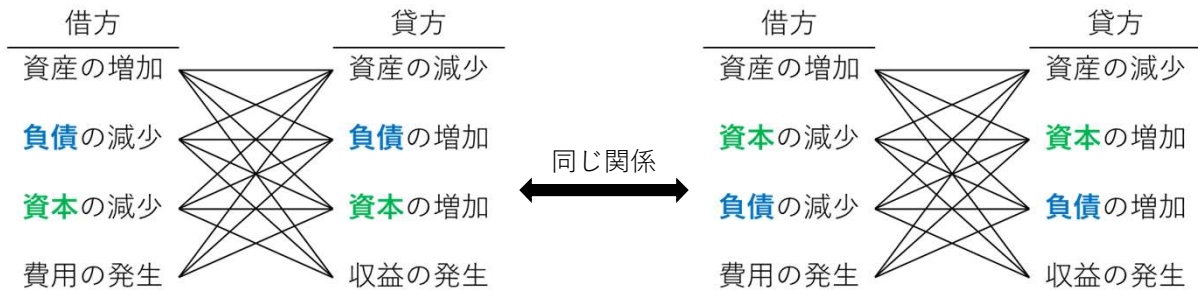 借方 貸方
資産の増加 資産の減少
負債の減少 負債の増加
資本の減少 資本の増加
費用の発生 収益の発生
同じ関係
借方 貸方
資産の増加 資産の減少
資本の減少 資本の増加
負債の減少 負債の増加
費用の発生 収益の発生